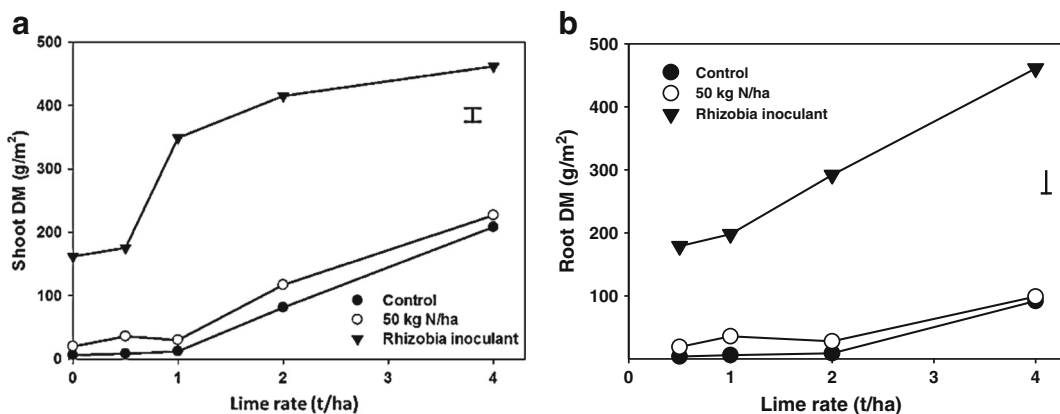 a
500
400
300
200
100
0
Shoot DM (g/m²)
Control
50 kg N/ha
Rhizobia inoculant
0
1
2
3
4
Lime rate (t/ha)
b
500
400
300
200
100
0
Root DM (g/m²)
Control
50 kg N/ha
Rhizobia inoculant
0
1
2
3
4
Lime rate (t/ha)